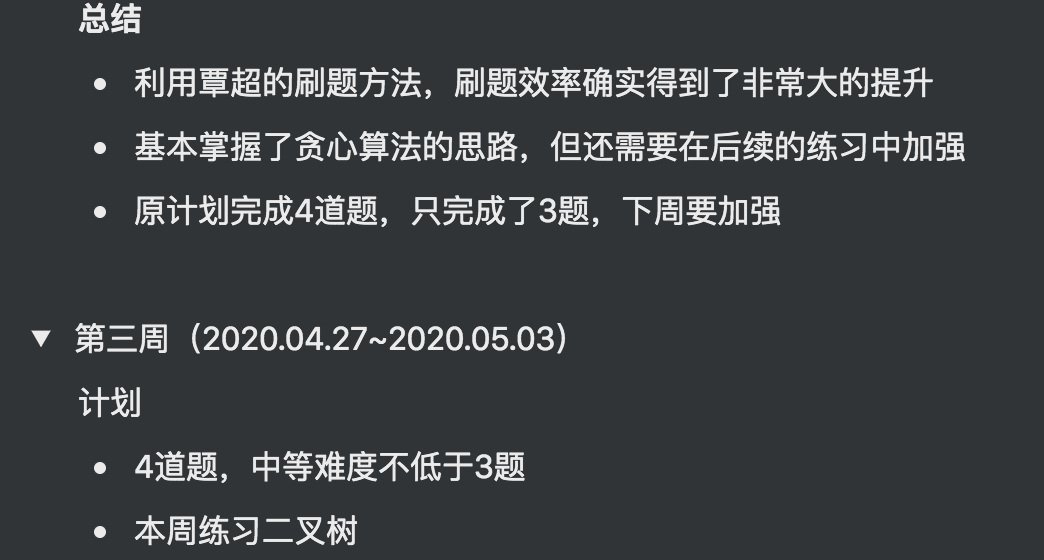 总结
利用覃超的刷题方法，刷题效率确实得到了非常大的提升
基本掌握了贪心算法的思路，但还需要在后续的练习中加强
原计划完成4道题，只完成了3题，下周要加强
第三周（2020.04.27~2020.05.03）
计划
4道题，中等难度不低于3题
本周练习二叉树